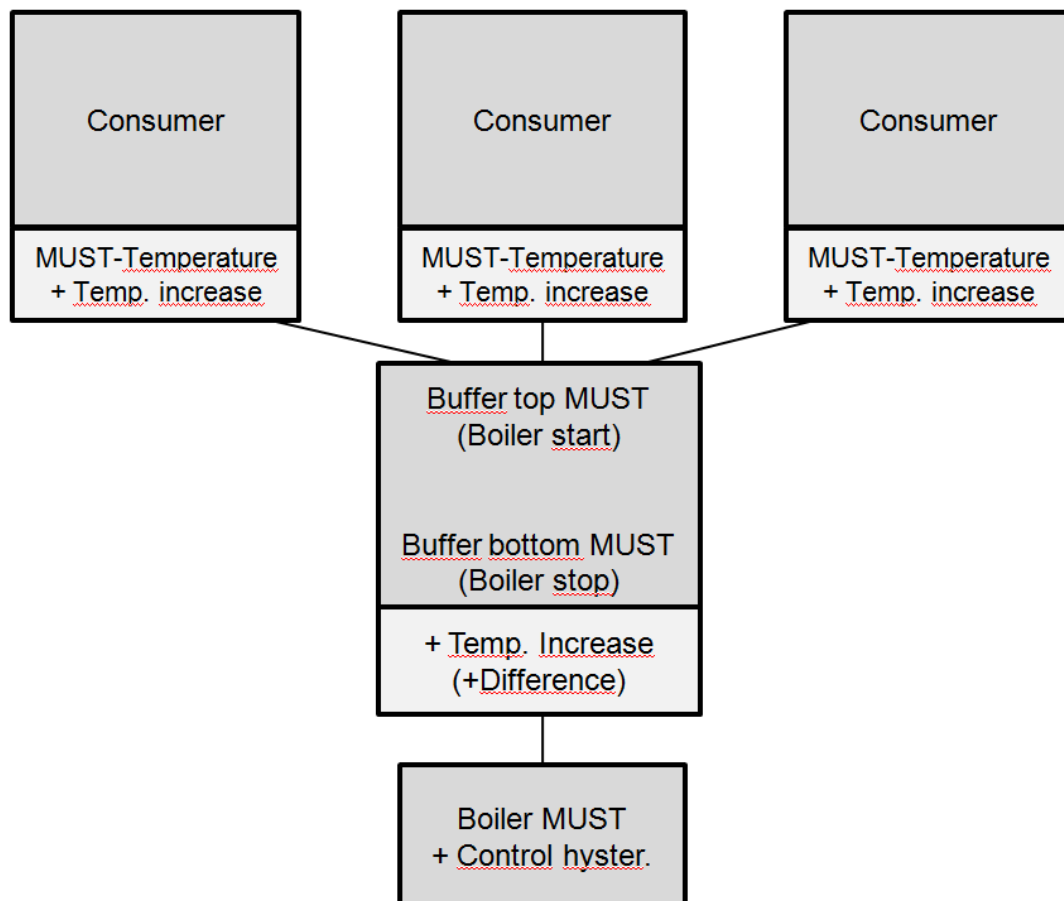 Consumer
MUST-Temperature
+ Temp. increase
Consumer
MUST-Temperature
+ Temp. increase
Consumer
MUST-Temperature
+ Temp. increase
Buffer top MUST
(Boiler start)
Buffer bottom MUST
(Boiler stop)
+ Temp. Increase
(+Difference)
Boiler MUST
+ Control hyster.